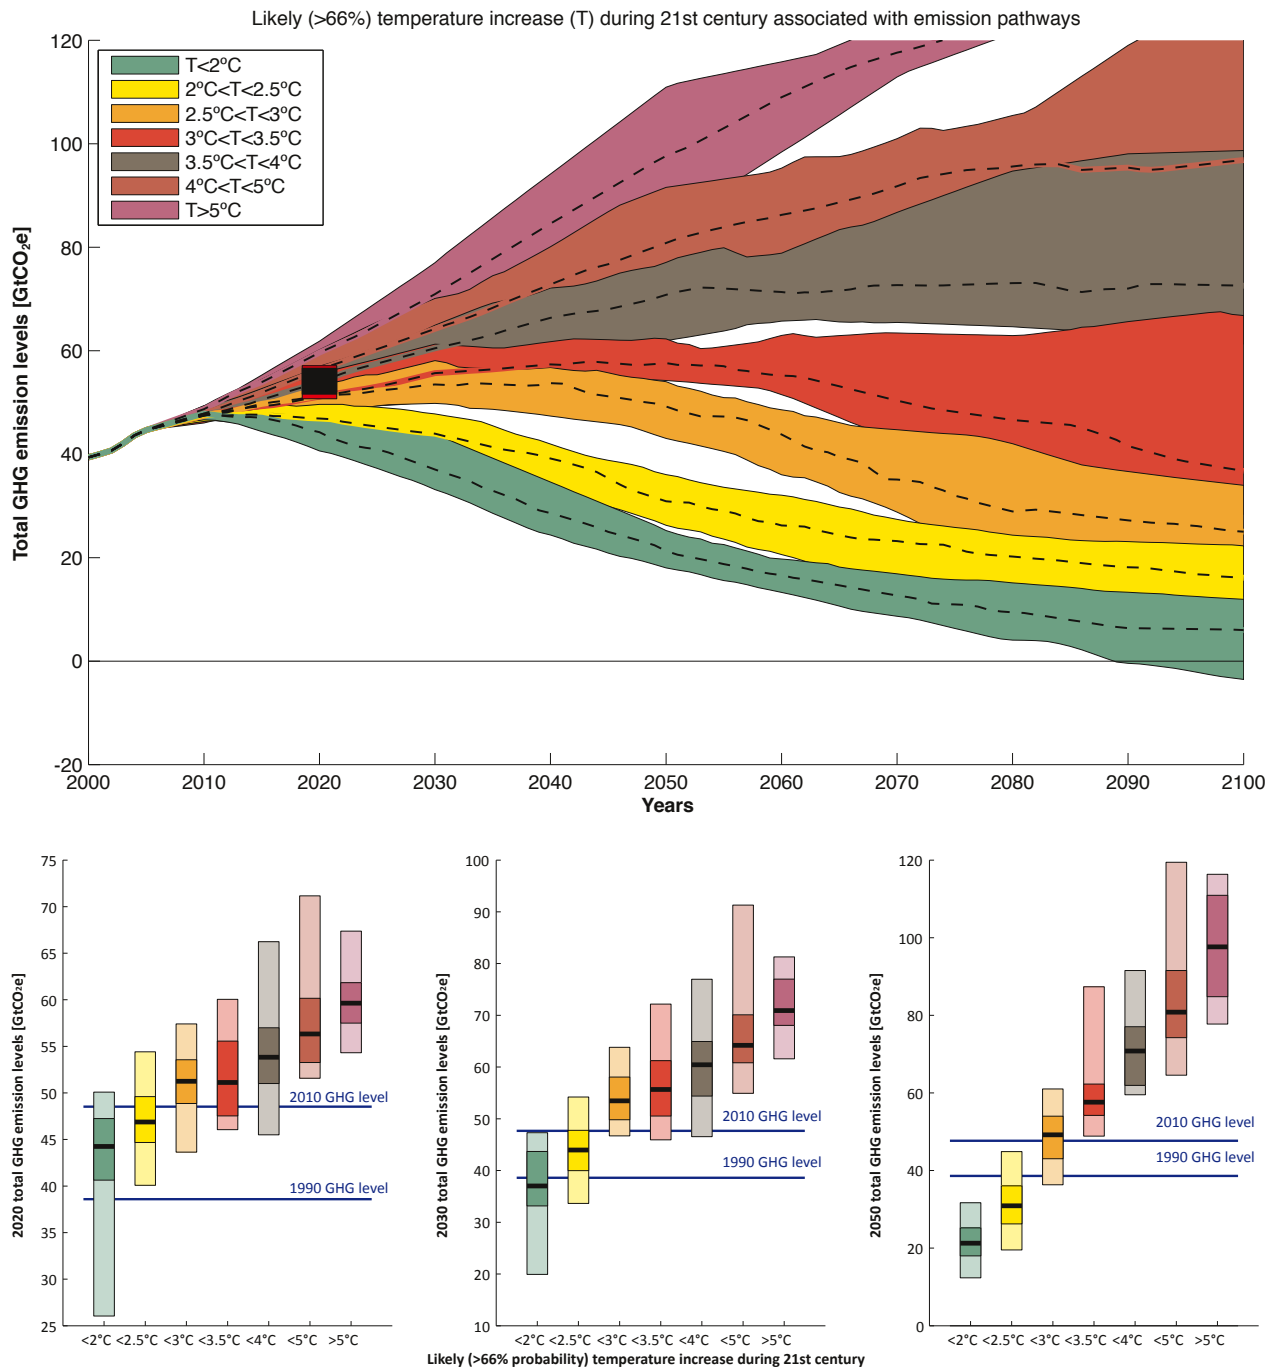 Likely (>66%) temperature increase (T) during 21st century associated with emission pathways
120
100
80
60
40
20
0
-20
Total GHG emission levels [GtCO₂e]
T<2ºC
2ºC<T<2.5ºC
2.5ºC<T<3ºC
3ºC<T<3.5ºC
3.5ºC<T<4ºC
4ºC<T<5ºC
T>5ºC
2000 2010 2020 2030 2040 2050 2060 2070 2080 2090 2100
Years
75
70
65
60
55
50
45
40
35
30
25
2020 total GHG emission levels [GtCO₂e]
2010 GHG level
1990 GHG level
<2°C <2.5°C <3°C <3.5°C <4°C <5°C >5°C
100
90
80
70
60
50
40
30
20
10
2030 total GHG emission levels [GtCO₂e]
2010 GHG level
1990 GHG level
<2°C <2.5°C <3°C <3.5°C <4°C <5°C >5°C
120
100
80
60
40
20
0
2050 total GHG emission levels [GtCO₂e]
2010 GHG level
1990 GHG level
<2°C <2.5°C <3°C <3.5°C <4°C <5°C >5°C
Likely (>66% probability) temperature increase during 21st century